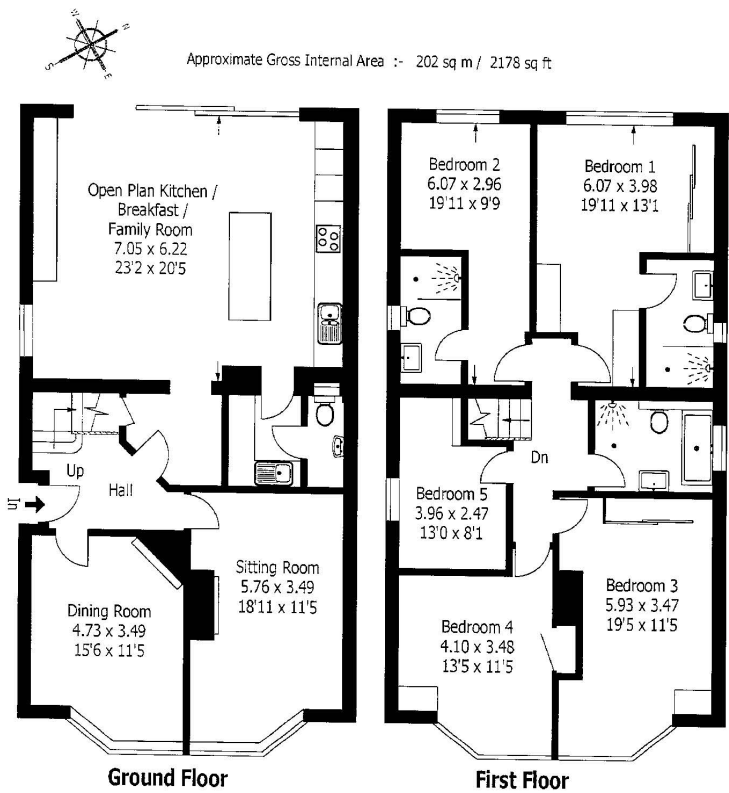 W
N
S
E
Approximate Gross Internal Area :- 202 sq m / 2178 sq ft
Open Plan Kitchen /
Breakfast /
Family Room
7.05 x 6.22
23'2 x 20'5
Up
Hall
In
Sitting Room
5.76 x 3.49
18'11 x 11'5
Dining Room
4.73 x 3.49
15'6 x 11'5
Ground Floor
Bedroom 2
6.07 x 2.96
19'11 x 9'9
Bedroom 1
6.07 x 3.98
19'11 x 13'1
Dn
Bedroom 5
3.96 x 2.47
13'0 x 8'1
Bedroom 3
5.93 x 3.47
19'5 x 11'5
Bedroom 4
4.10 x 3.48
13'5 x 11'5
First Floor